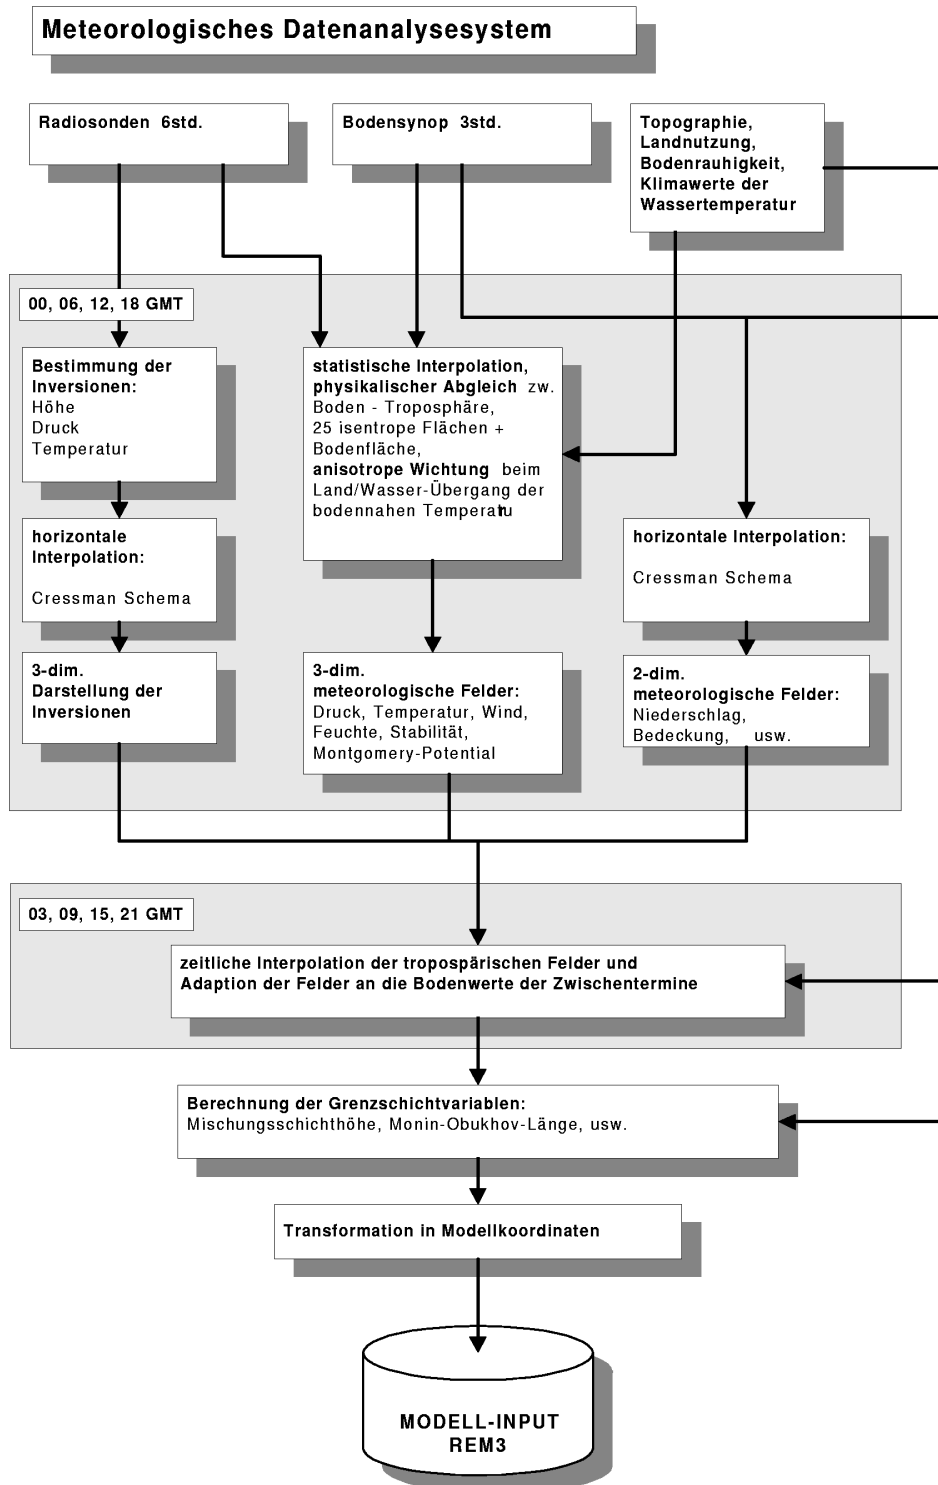 Meteorologisches Datenanalysesystem
Radiosonden 6std.
Bodensynop 3std.
Topographie,
Landnutzung,
Bodenrauhigkeit,
Klimawerte der
Wassertemperatur
00, 06, 12, 18 GMT
Bestimmung der
Inversionen:
Höhe
Druck
Temperatur
statistische Interpolation,
physikalischer Abgleich zw.
Boden - Troposphäre,
25 isentrope Flächen +
Bodenfläche,
anisotrope Wichtung beim
Land/Wasser-Übergang der
bodennahen Temperatu
horizontale
Interpolation:
Cressman Schema
horizontale Interpolation:
Cressman Schema
3-dim.
Darstellung der
Inversionen
3-dim.
meteorologische Felder:
Druck, Temperatur, Wind,
Feuchte, Stabilität,
Montgomery-Potential
2-dim.
meteorologische Felder:
Niederschlag,
Bedeckung, usw.
03, 09, 15, 21 GMT
zeitliche Interpolation der tropospärischen Felder und
Adaption der Felder an die Bodenwerte der Zwischentermine
Berechnung der Grenzschichtvariablen:
Mischungsschichthöhe, Monin-Obukhov-Länge, usw.
Transformation in Modellkoordinaten
MODELL-INPUT
REM3